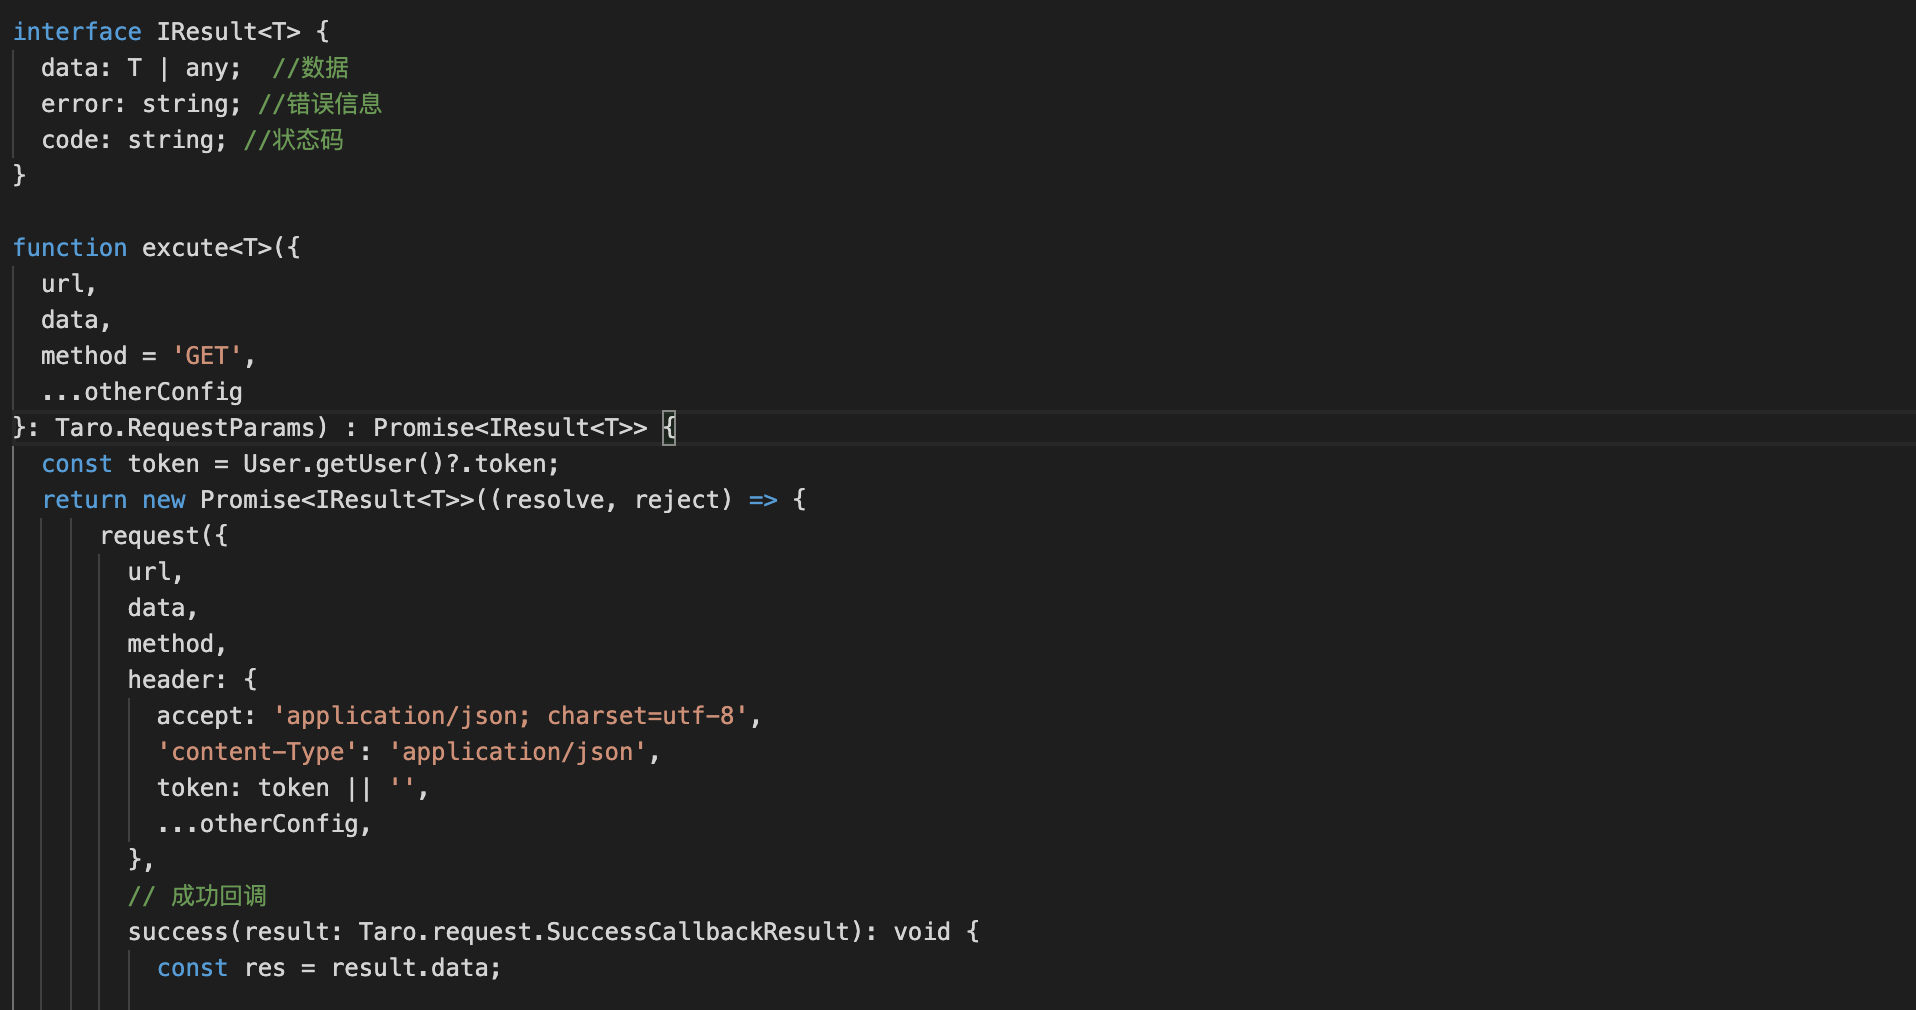 interface IResult<T> {
data: T | any;  //数据
error: string; //错误信息
code: string; //状态码
}
function excute<T>({
url,
data,
method = 'GET',
...otherConfig
}: Taro.RequestParams) : Promise<IResult<T>> {
const token = User.getUser()?.token;
return new Promise<IResult<T>>((resolve, reject) => {
request({
url,
data,
method,
header: {
accept: 'application/json; charset=utf-8',
'content-Type': 'application/json',
token: token || '',
...otherConfig,
},
// 成功回调
success(result: Taro.request.SuccessCallbackResult): void {
const res = result.data;